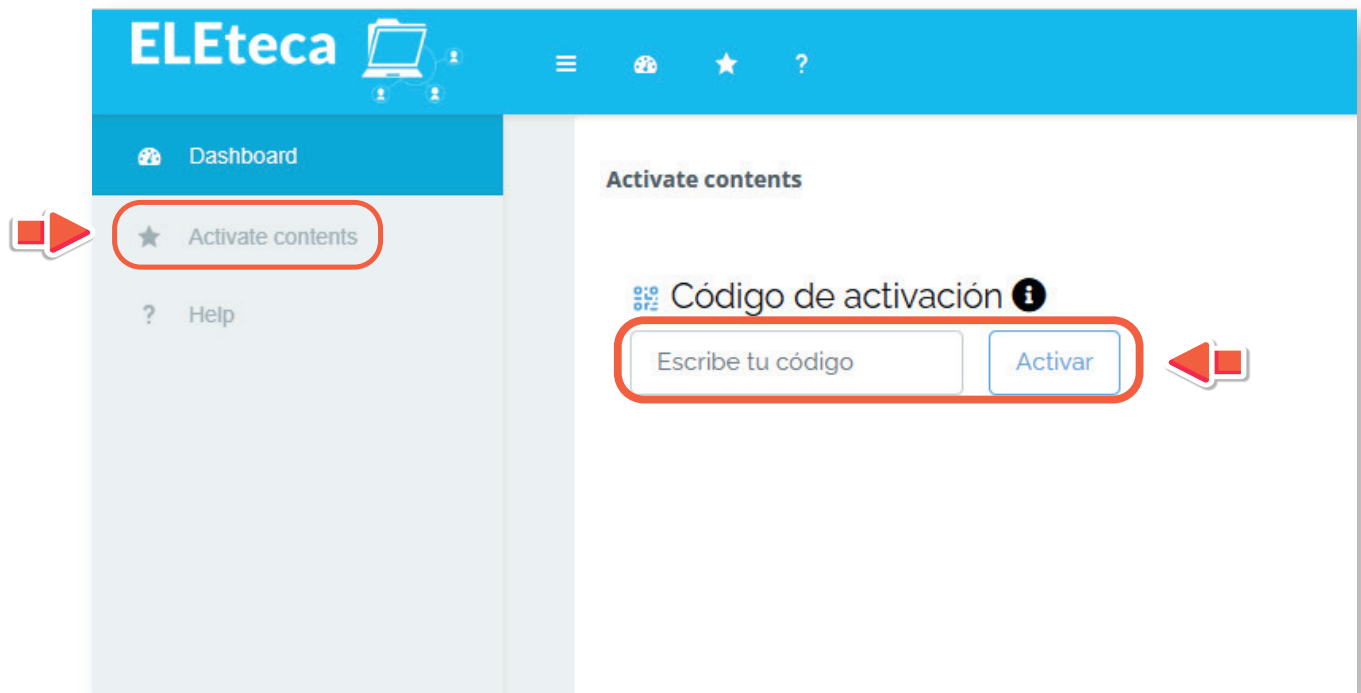 ELEteca
?
Dashboard
Activate contents
? Help
Activate contents
Código de activación
Escribe tu código
Activar